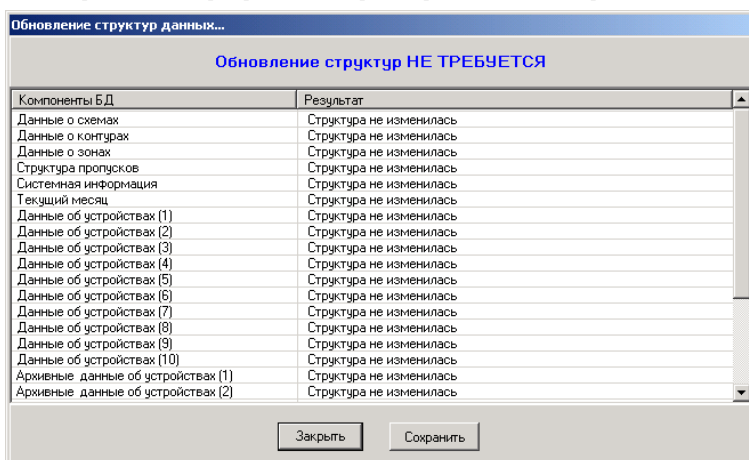 Обновление структур данных...
Обновление структур НЕ ТРЕБУЕТСЯ
Компоненты БД Результат
Данные о схемах Структура не изменилась
Данные о контурах Структура не изменилась
Данные о зонах Структура не изменилась
Структура пропусков Структура не изменилась
Системная информация Структура не изменилась
Текущий месяц Структура не изменилась
Данные об устройствах (1) Структура не изменилась
Данные об устройствах (2) Структура не изменилась
Данные об устройствах (3) Структура не изменилась
Данные об устройствах (4) Структура не изменилась
Данные об устройствах (5) Структура не изменилась
Данные об устройствах (6) Структура не изменилась
Данные об устройствах (7) Структура не изменилась
Данные об устройствах (8) Структура не изменилась
Данные об устройствах (9) Структура не изменилась
Данные об устройствах (10) Структура не изменилась
Архивные данные об устройствах (1) Структура не изменилась
Архивные данные об устройствах (2) Структура не изменилась
Закрыть Сохранить